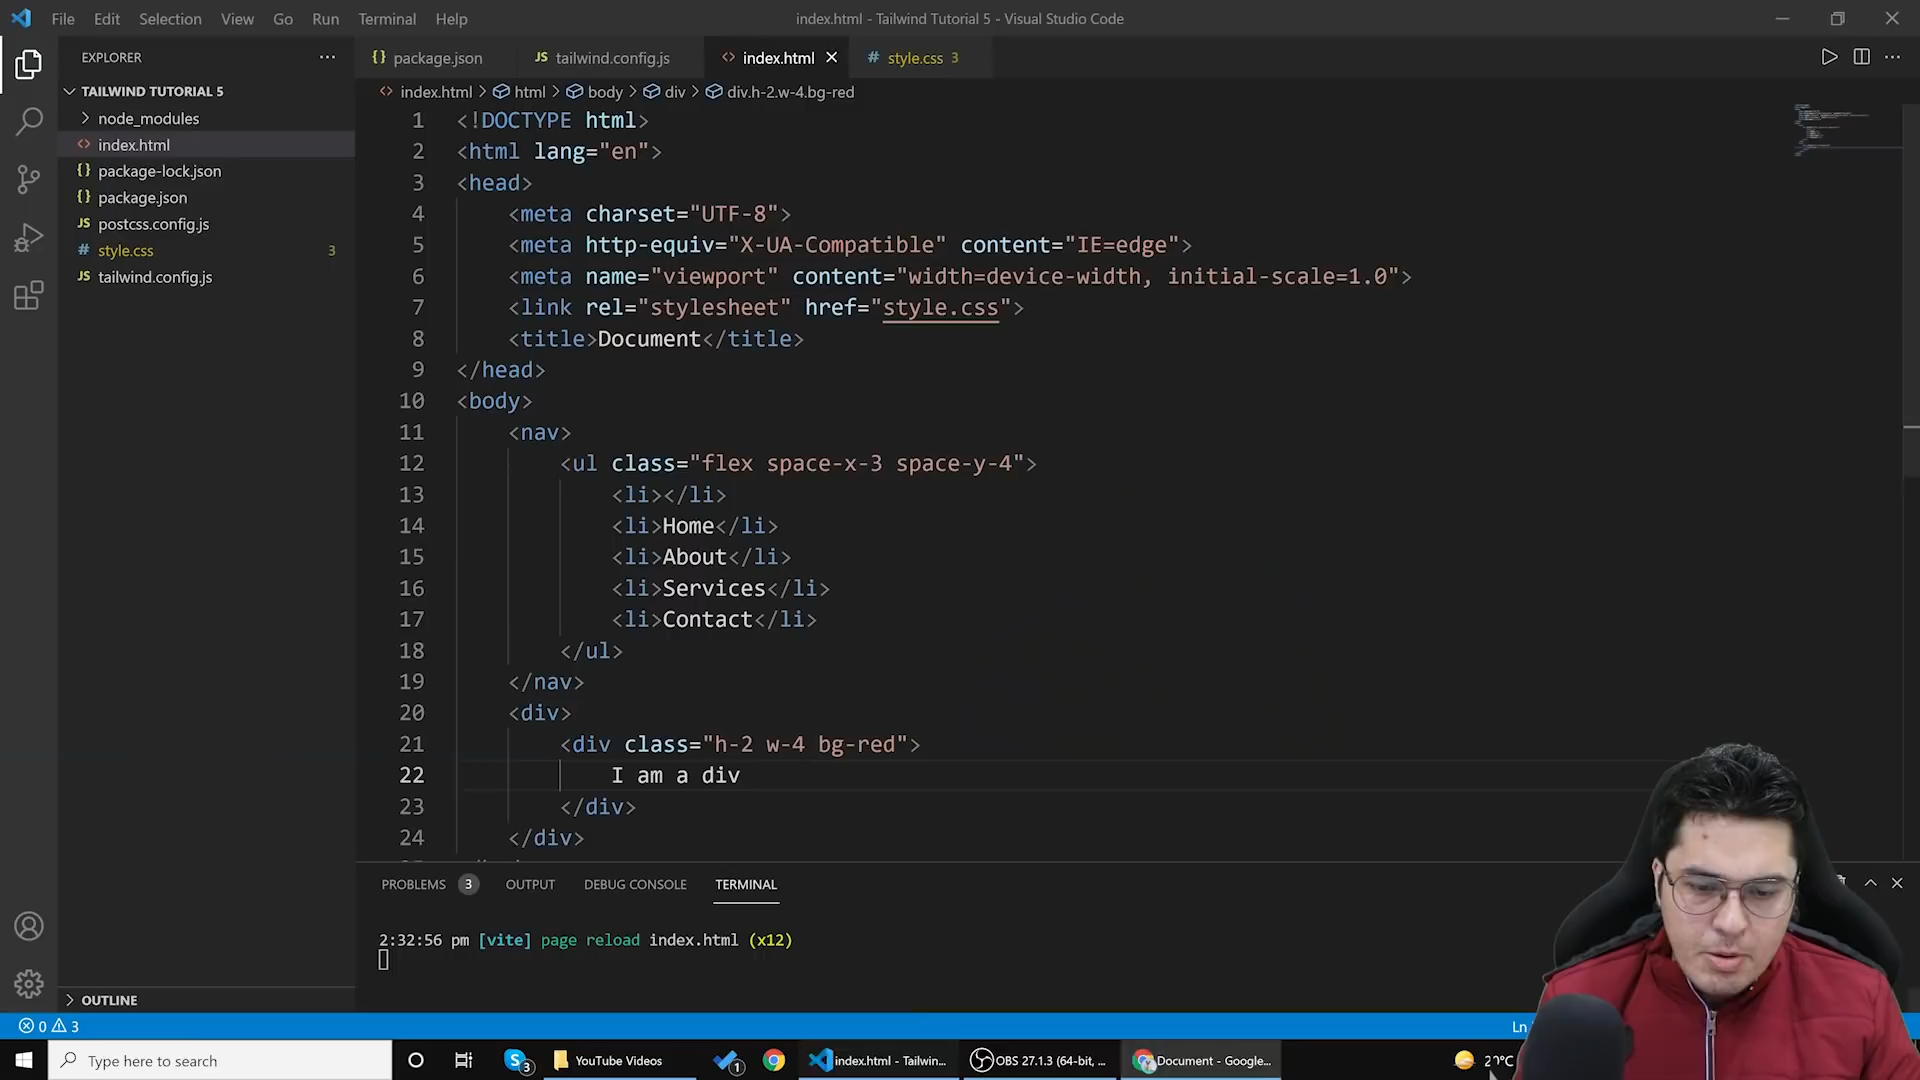 File Edit Selection View Go Run Terminal Help
index.html - Tailwind Tutorial 5 - Visual Studio Code
EXPLORER
TAILWIND TUTORIAL 5
node_modules
index.html
package-lock.json
package.json
postcss.config.js
style.css 3
tailwind.config.js
OUTLINE
package.json tailwind.config.js index.html style.css 3
index.html > html > body > div > div.h-2.w-4.bg-red
1 <!DOCTYPE html>
2 <html lang="en">
3 <head>
4 <meta charset="UTF-8">
5 <meta http-equiv="X-UA-Compatible" content="IE=edge">
6 <meta name="viewport" content="width=device-width, initial-scale=1.0">
7 <link rel="stylesheet" href="style.css">
8 <title>Document</title>
9 </head>
10 <body>
11 <nav>
12 <ul class="flex space-x-3 space-y-4">
13 <li></li>
14 <li>Home</li>
15 <li>About</li>
16 <li>Services</li>
17 <li>Contact</li>
18 </ul>
19 </nav>
20 <div>
21 <div class="h-2 w-4 bg-red">
22 I am a div
23 </div>
24 </div>
PROBLEMS 3 OUTPUT DEBUG CONSOLE TERMINAL
2:32:56 pm [vite] page reload index.html (x12)
0 3 Ln
Type here to search
3
YouTube Videos
1
index.html - Tailwin...
OBS 27.1.3 (64-bit, ...
Document - Google...
20°C